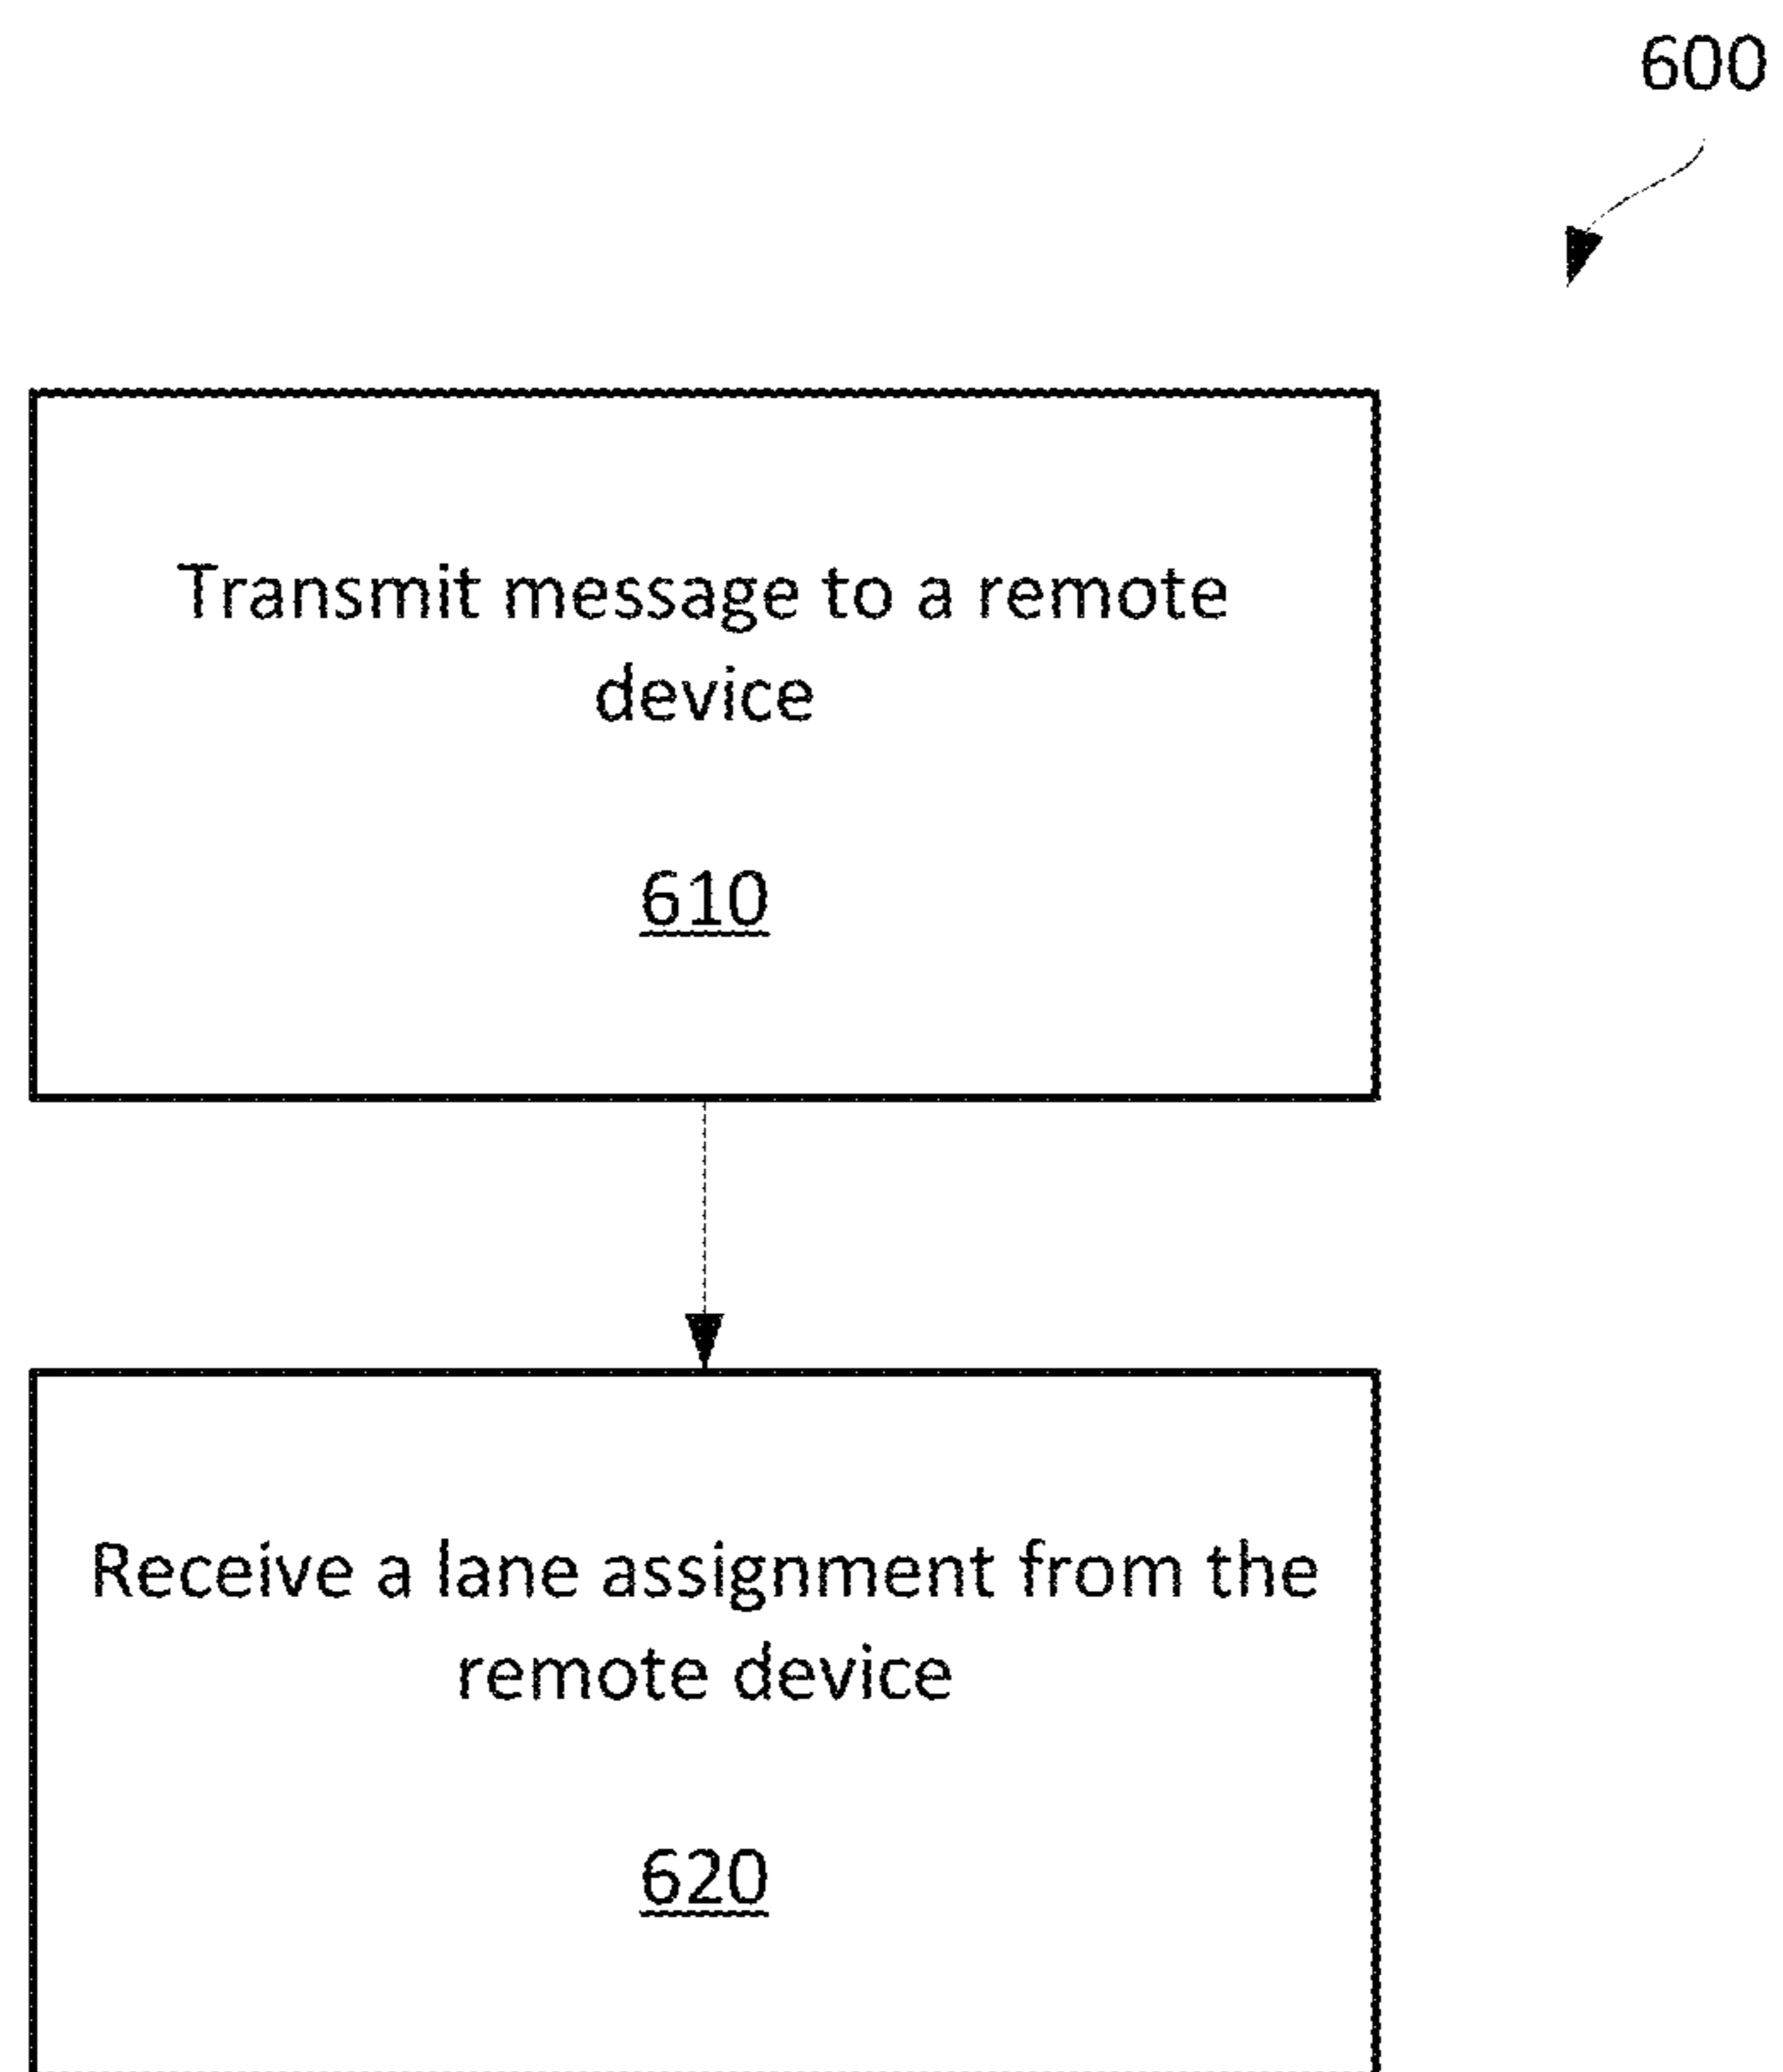 600
Transmit message to a remote
device
610
Receive a lane assignment from the
remote device
620